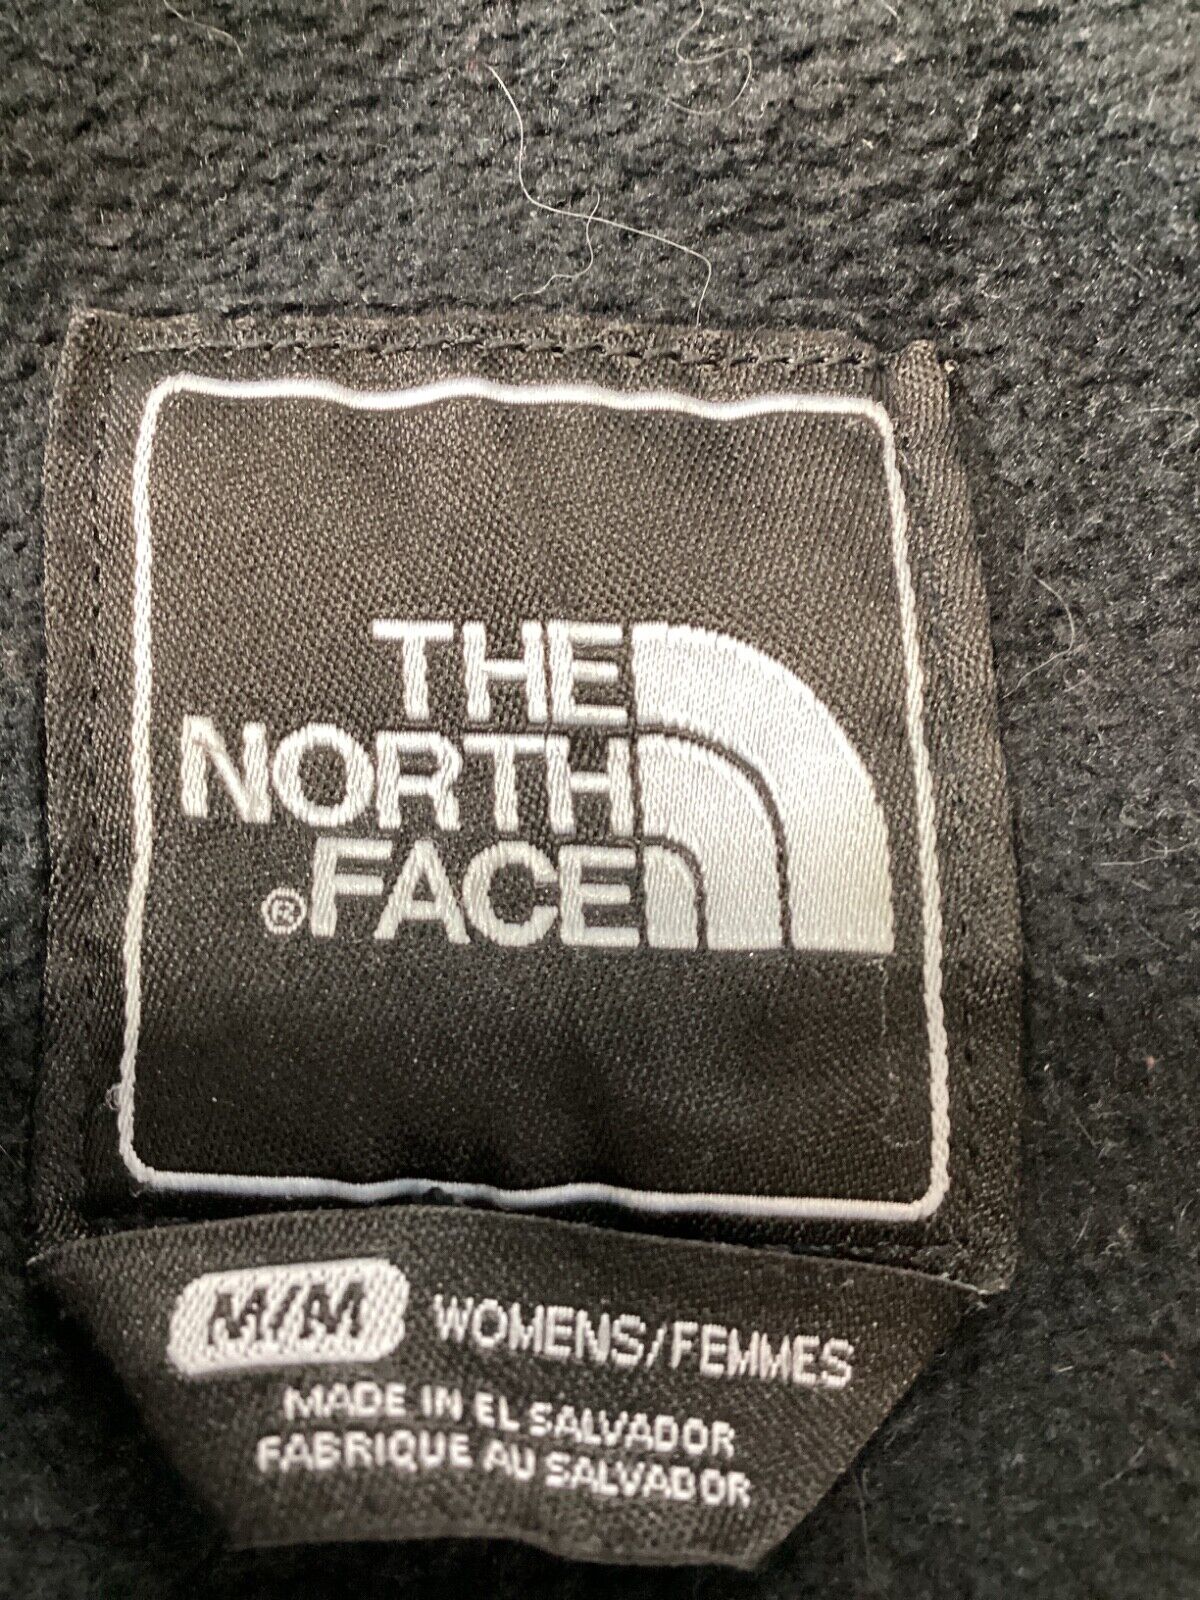 THE
NORTH
®FACE
M/M WOMENS/FEMMES
MADE IN EL SALVADOR
FABRIQUE AU SALVADOR